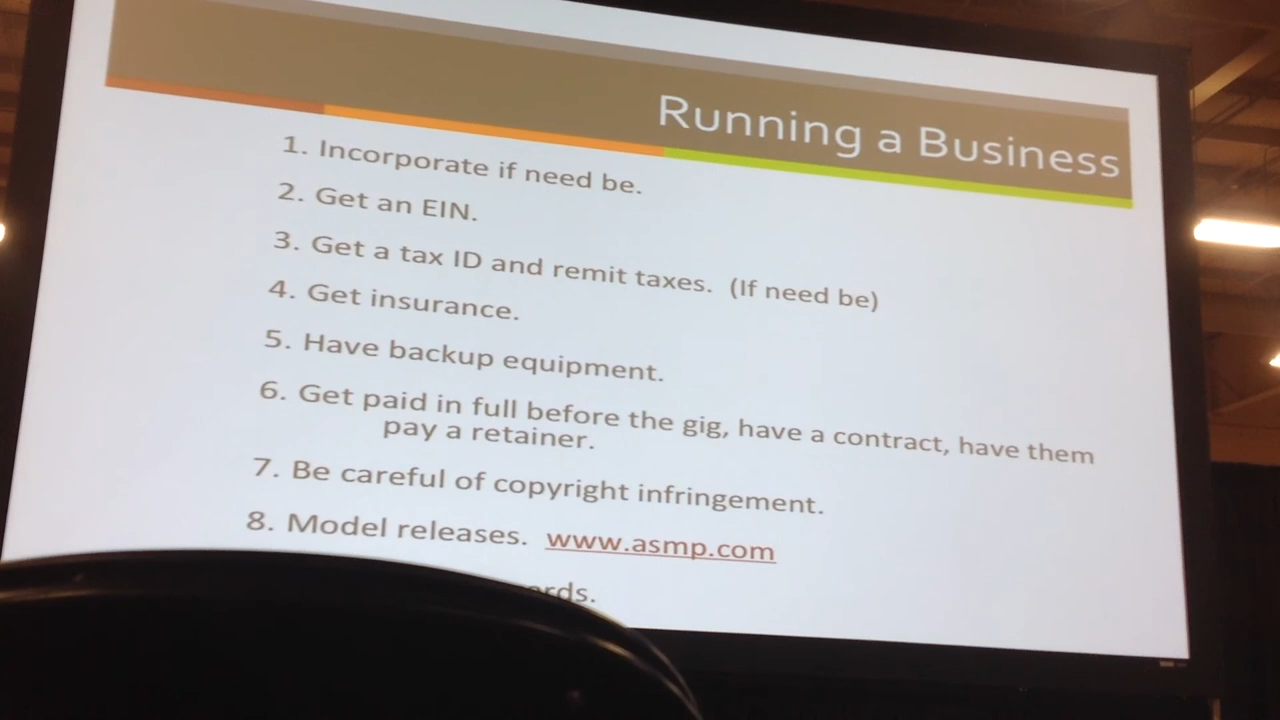 Running a Business
1. Incorporate if need be.
2. Get an EIN.
3. Get a tax ID and remit taxes. (If need be)
4. Get insurance.
5. Have backup equipment.
6. Get paid in full before the gig, have a contract, have them
pay a retainer.
7. Be careful of copyright infringement.
8. Model releases. www.asmp.com